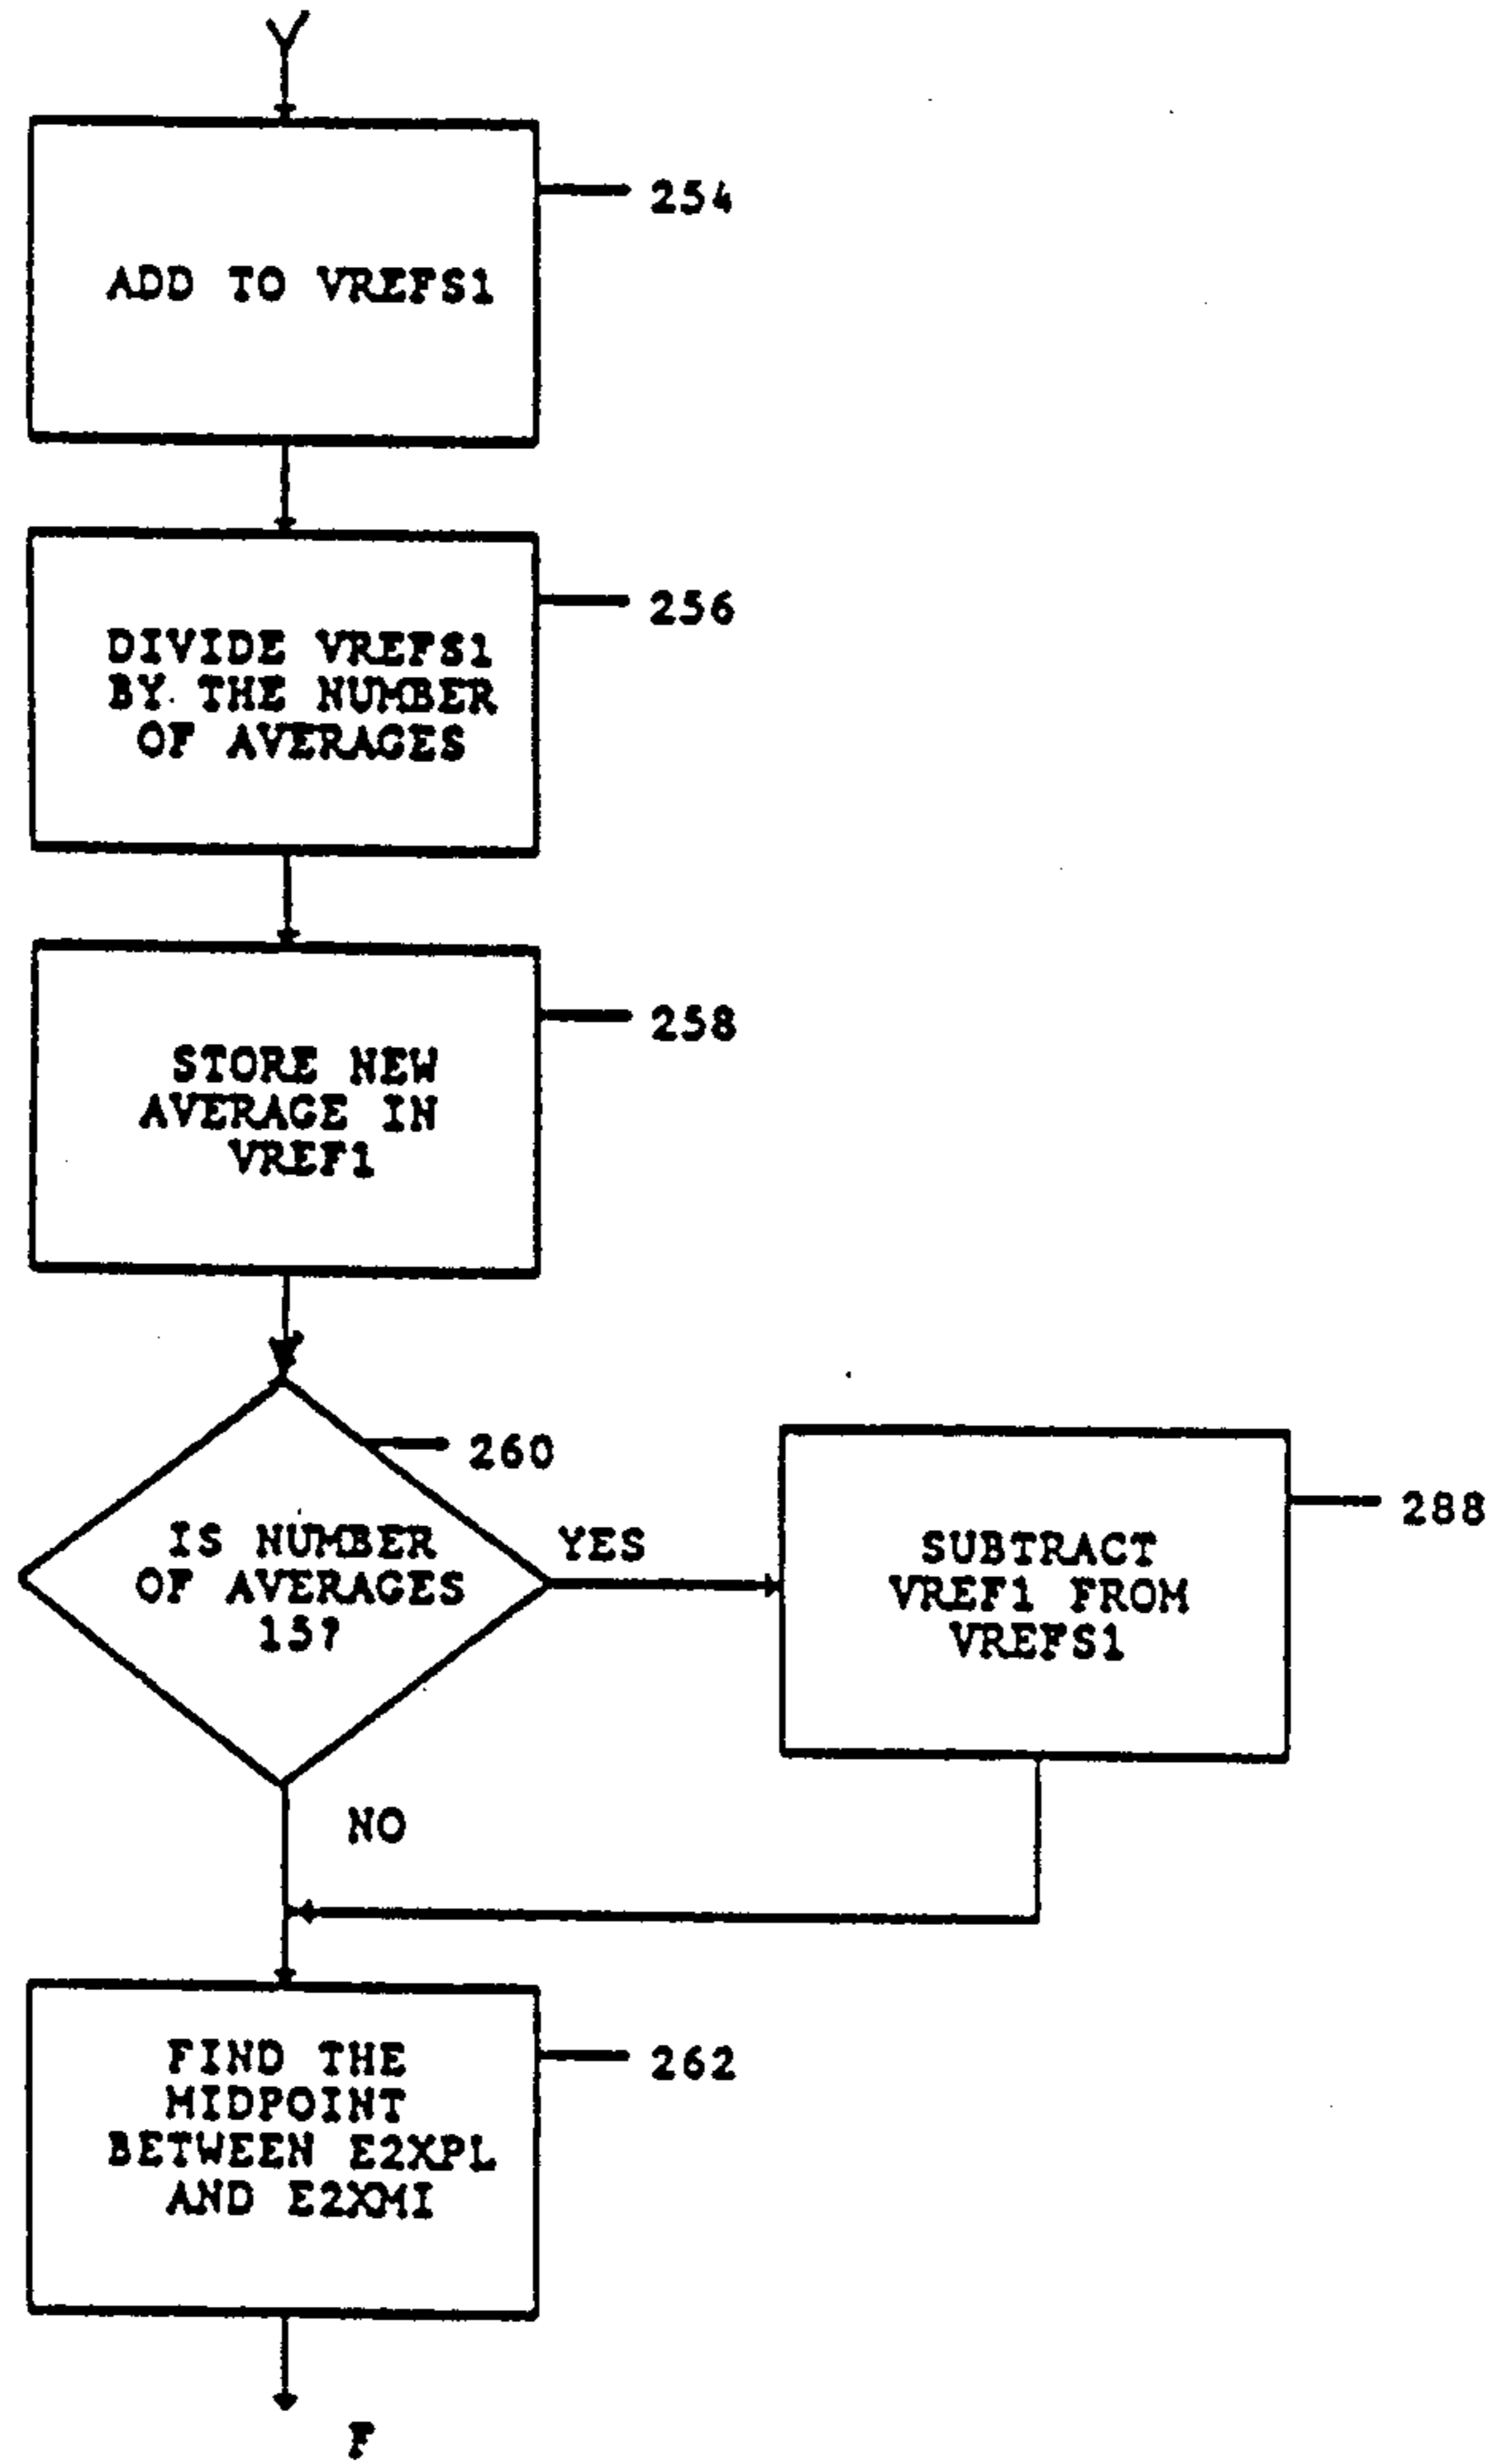 254
ADD TO VREFS1
256
DIVIDE VREFS1
BY THE NUMBER
OF AVERAGES
258
STORE NEW
AVERAGE IN
VREF1
260
IS NUMBER
OF AVERAGES
15?
YES
288
SUBTRACT
VREF1 FROM
VREFS1
NO
262
FIND THE
MIDPOINT
BETWEEN E2XPL
AND E2XMI
F